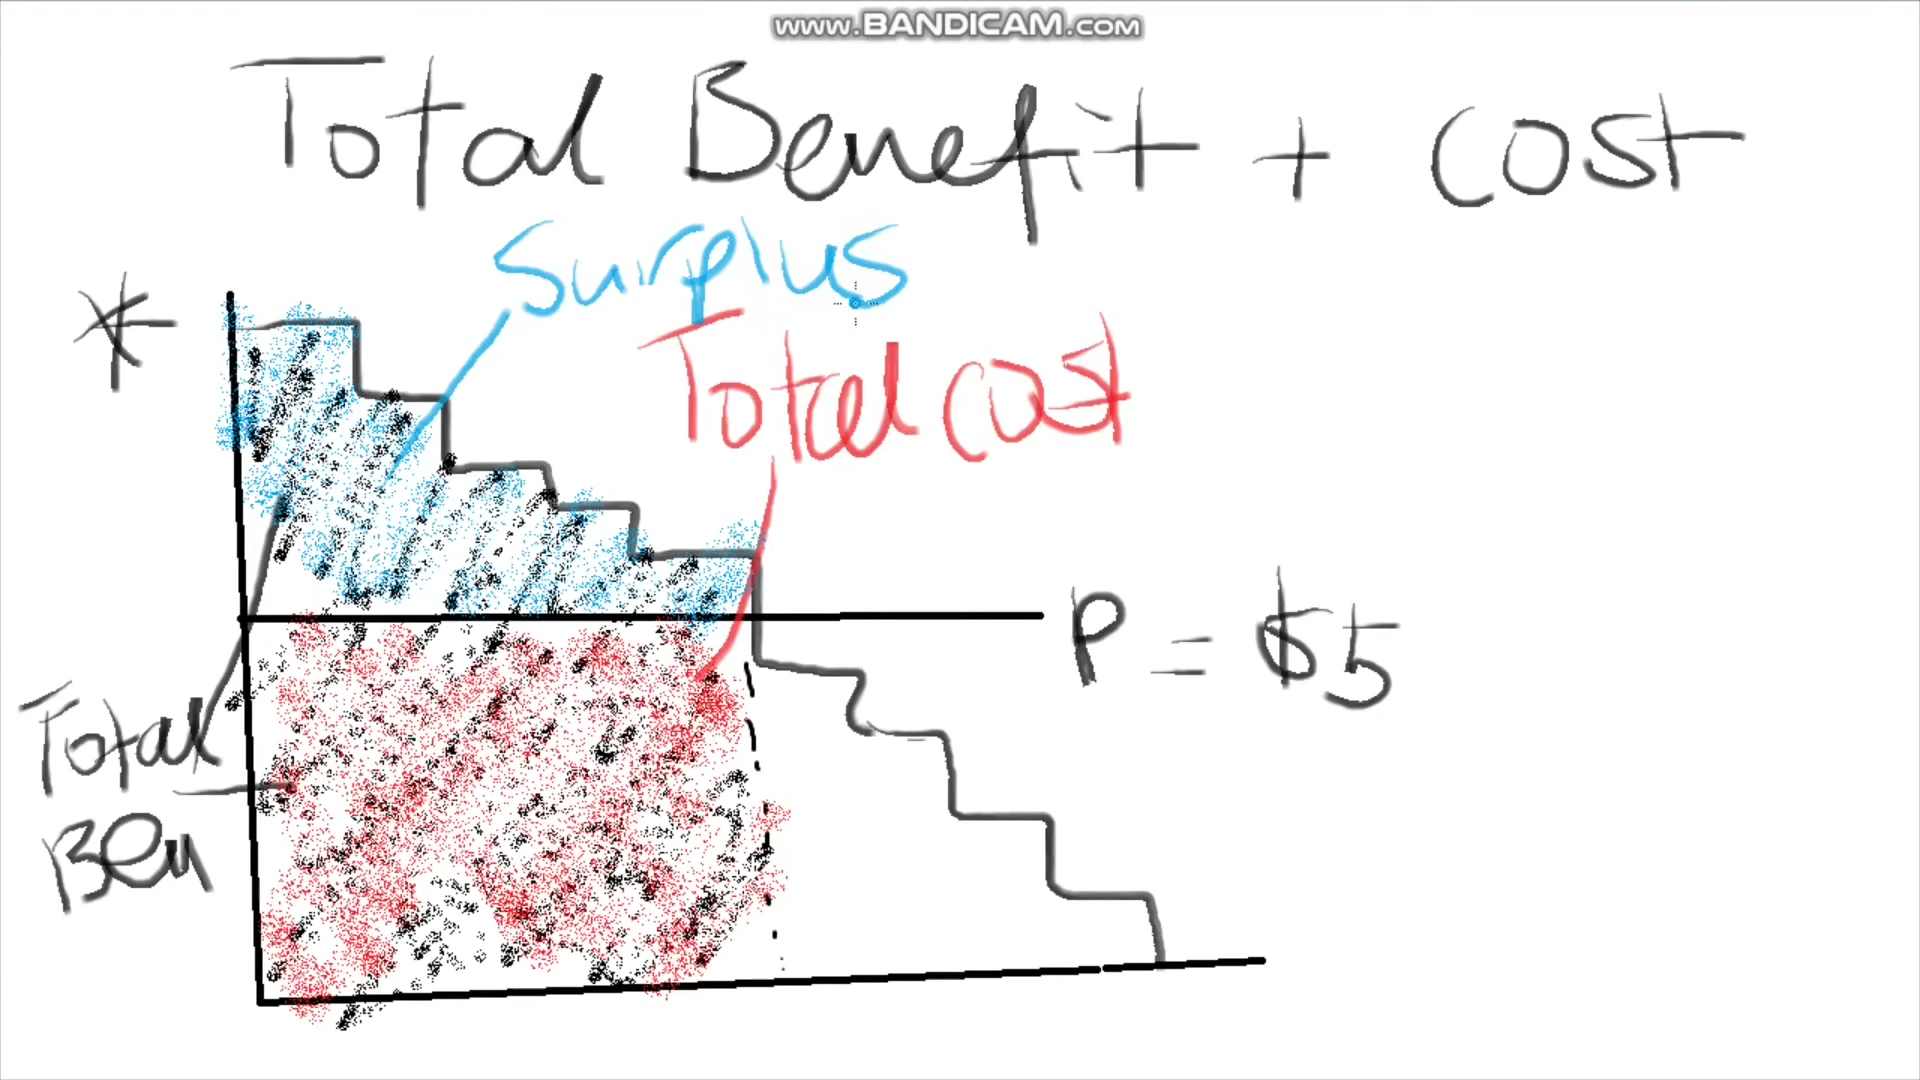 www.BANDICAM.com
Total Benefit + Cost
Surplus
*
Total cost
P = $5
Total
Ben